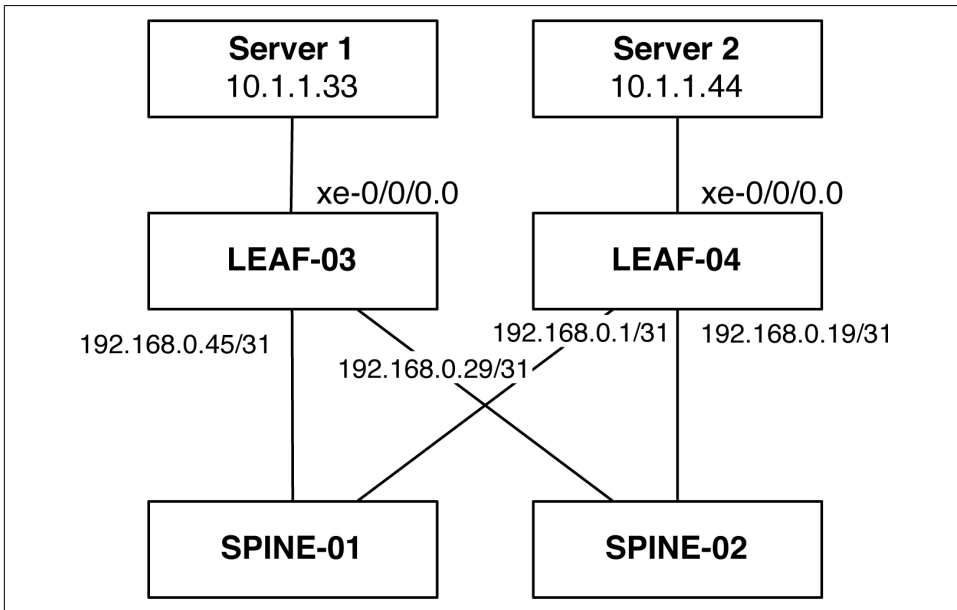 Server 1
10.1.1.33
Server 2
10.1.1.44
xe-0/0/0.0
xe-0/0/0.0
LEAF-03
LEAF-04
192.168.0.45/31
192.168.0.29/31
192.168.0.1/31
192.168.0.19/31
SPINE-01
SPINE-02